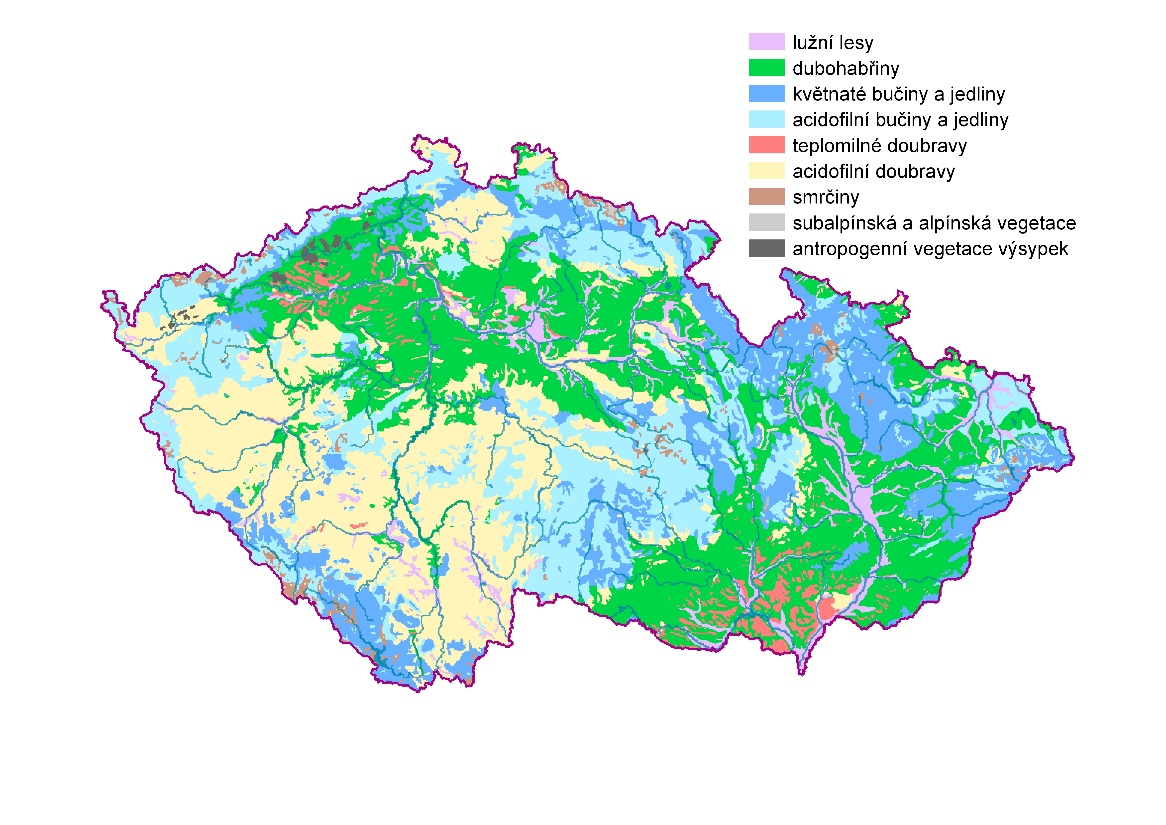 lužní lesy
dubohabřiny
květnaté bučiny a jedliny
acidofilní bučiny a jedliny
teplomilné doubravy
acidofilní doubravy
smrčiny
subalpínská a alpínská vegetace
antropogenní vegetace výsypek